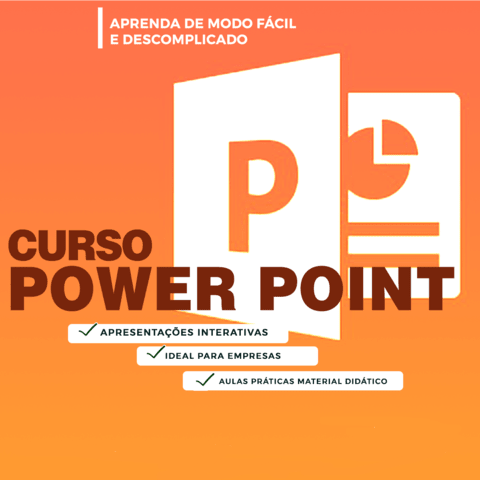 APRENDA DE MODO FÁCIL
E DESCOMPLICADO
P
CURSO
POWER POINT
APRESENTAÇÕES INTERATIVAS
IDEAL PARA EMPRESAS
AULAS PRÁTICAS MATERIAL DIDÁTICO